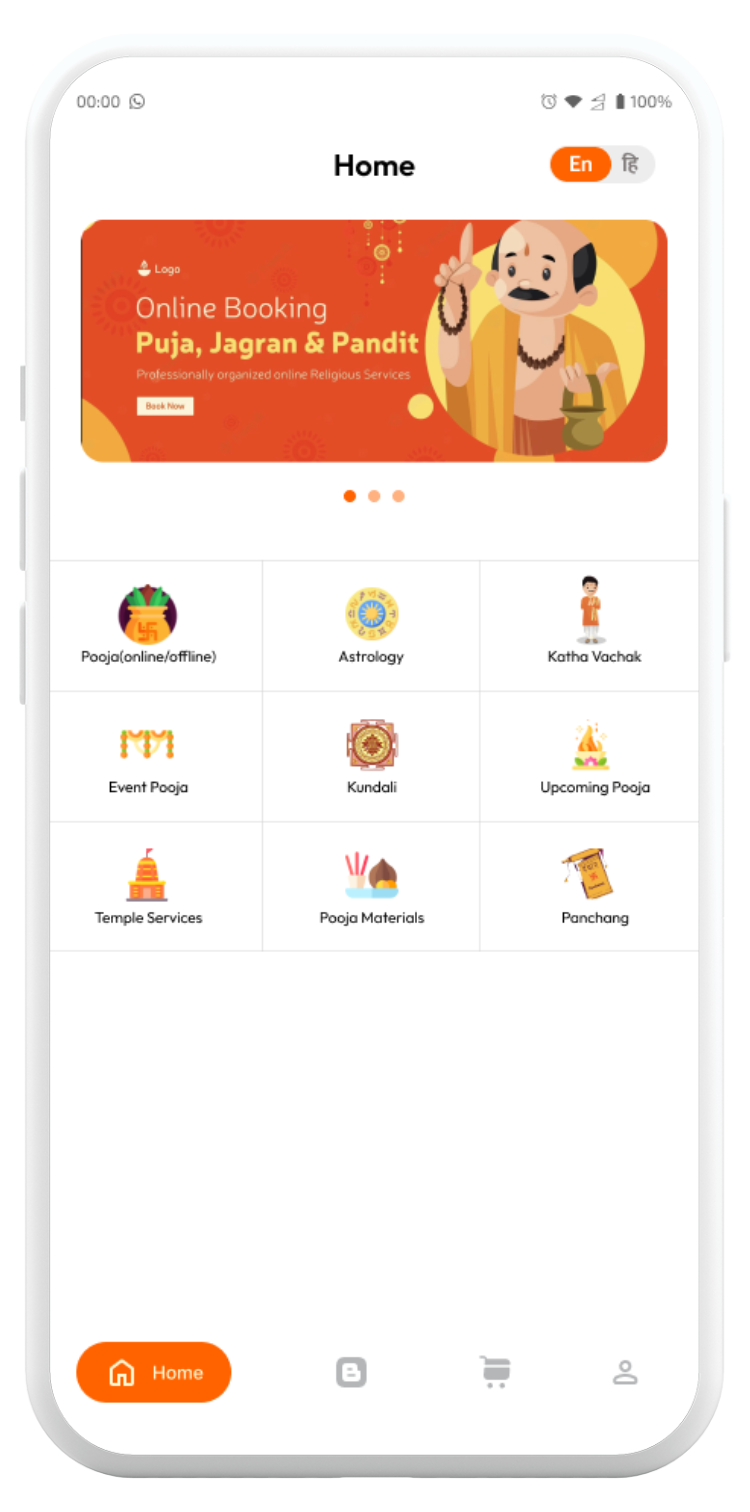 00:00
100%
Home
En हि
Logo
Online Booking
Puja, Jagran & Pandit
Professionally organized online Religious Services
Book Now
Pooja(online/offline)
Astrology
Katha Vachak
Event Pooja
Kundali
Upcoming Pooja
Temple Services
Pooja Materials
Panchang
Home